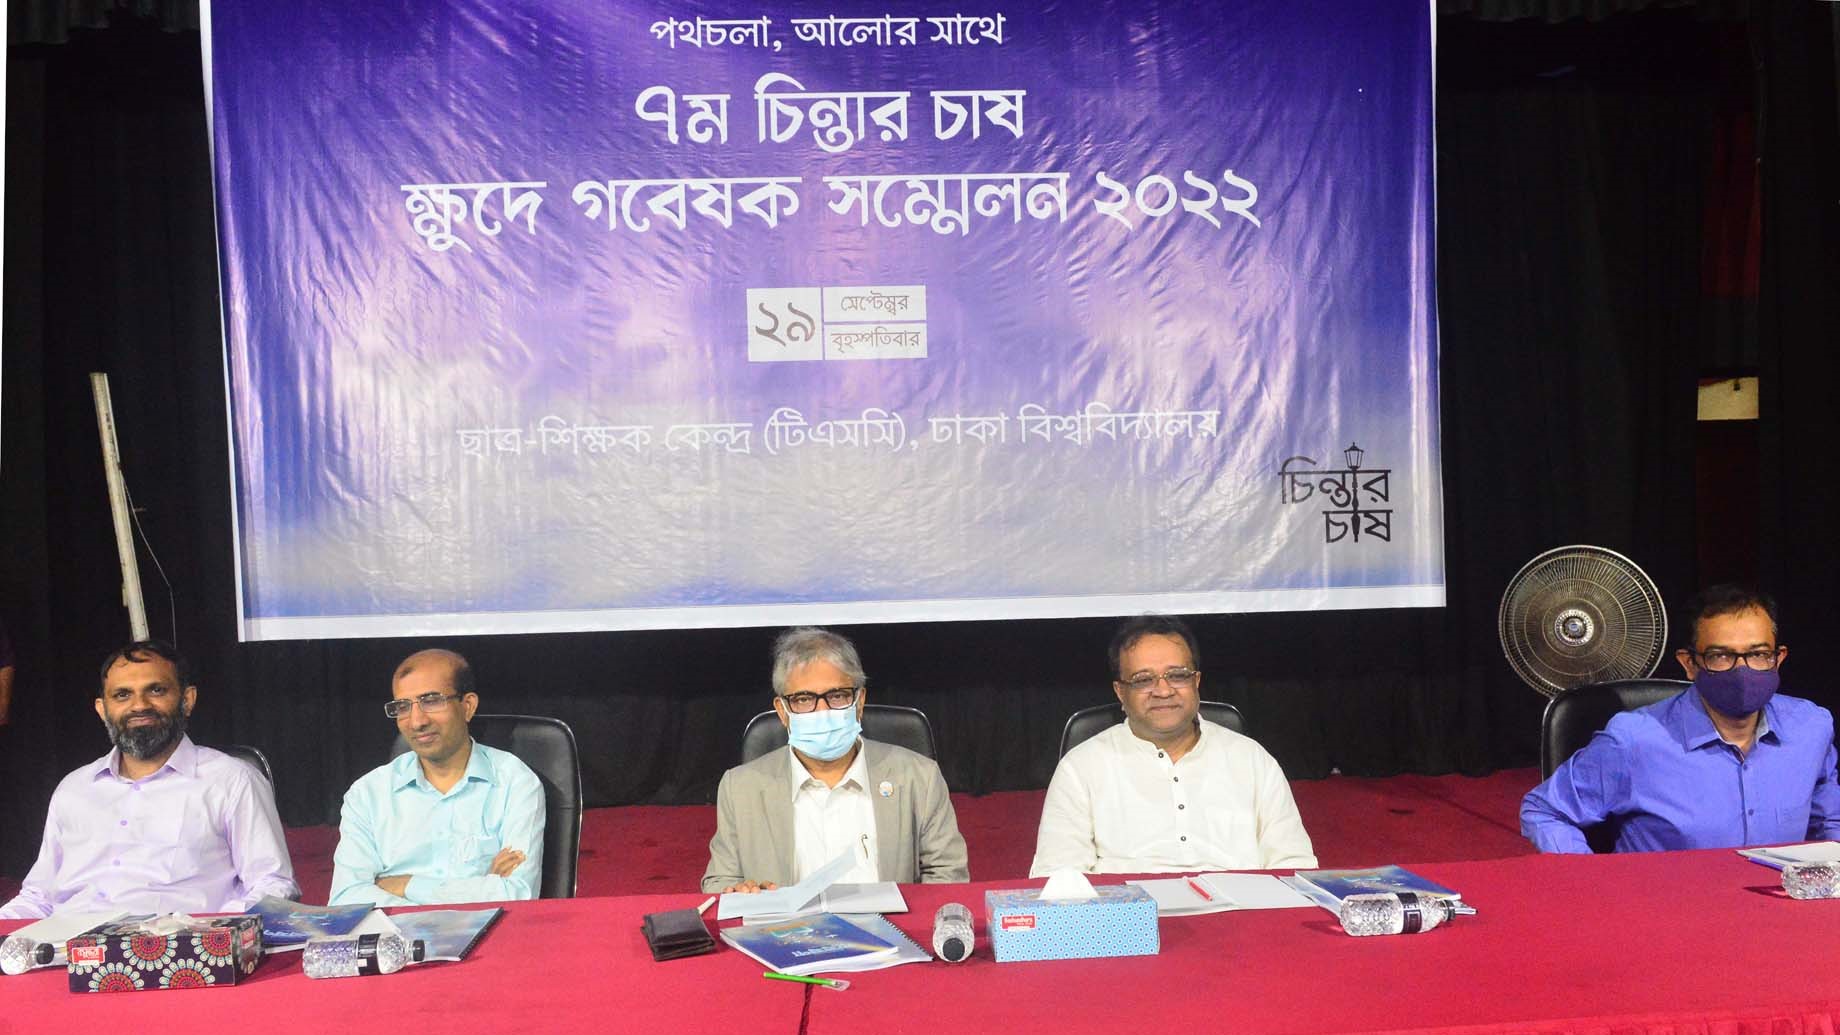 পথচলা, আলোর সাথে
৭ম চিন্তার চাষ
ক্ষুদে গবেষক সম্মেলন ২০২২
২৯
সেপ্টেম্বর
বৃহস্পতিবার
ছাত্র-শিক্ষক কেন্দ্র (টিএসসি), ঢাকা বিশ্ববিদ্যালয়
চিন্তার
চাষ